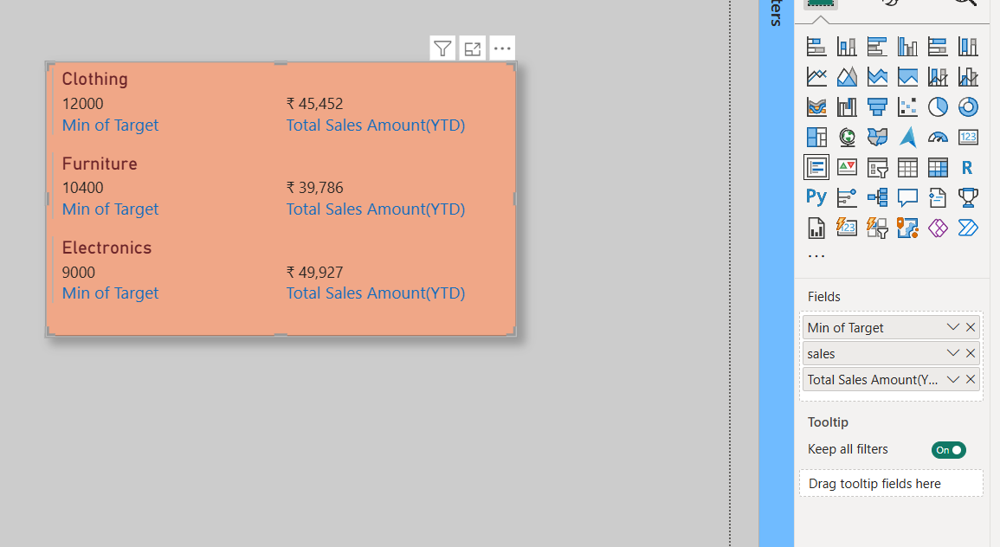 ters
Clothing
12000 ₹ 45,452
Min of Target Total Sales Amount(YTD)
Furniture
10400 ₹ 39,786
Min of Target Total Sales Amount(YTD)
Electronics
9000 ₹ 49,927
Min of Target Total Sales Amount(YTD)
123
R
Py
123
Fields
Min of Target
sales
Total Sales Amount(Y...
Tooltip
Keep all filters On
Drag tooltip fields here